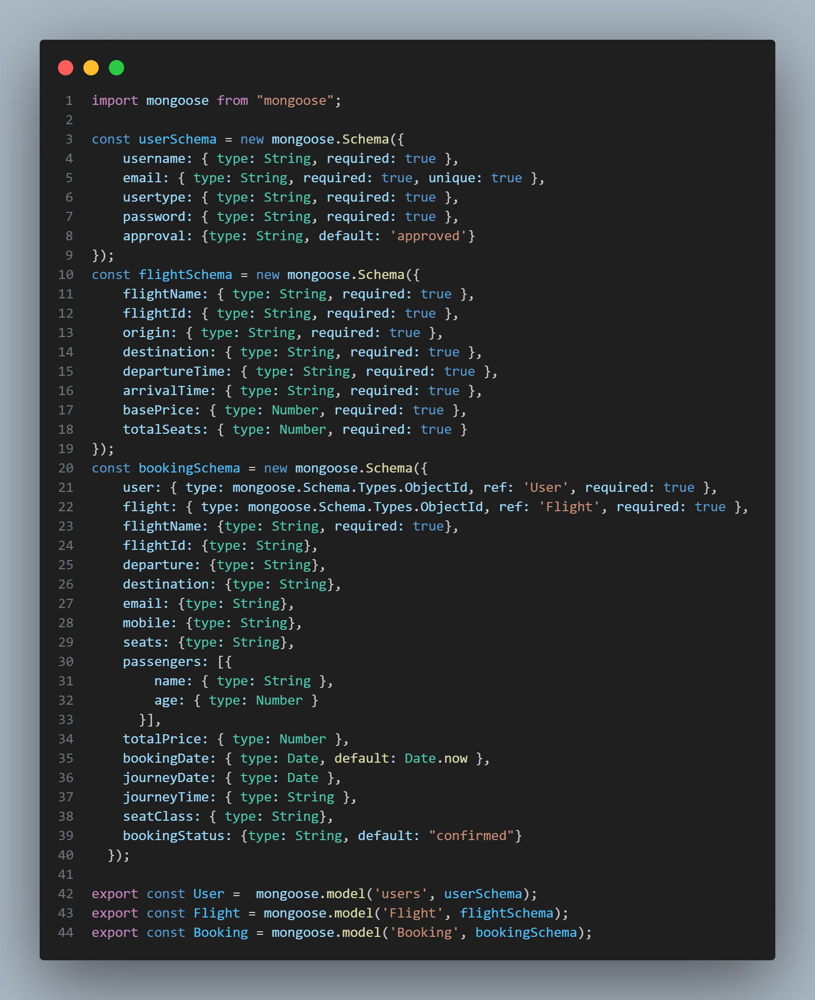 1 import mongoose from "mongoose";
2
3 const userSchema = new mongoose.Schema({
4     username: { type: String, required: true },
5     email: { type: String, required: true, unique: true },
6     usertype: { type: String, required: true },
7     password: { type: String, required: true },
8     approval: {type: String, default: 'approved'}
9 });
10 const flightSchema = new mongoose.Schema({
11     flightName: { type: String, required: true },
12     flightId: { type: String, required: true },
13     origin: { type: String, required: true },
14     destination: { type: String, required: true },
15     departureTime: { type: String, required: true },
16     arrivalTime: { type: String, required: true },
17     basePrice: { type: Number, required: true },
18     totalSeats: { type: Number, required: true }
19 });
20 const bookingSchema = new mongoose.Schema({
21     user: { type: mongoose.Schema.Types.ObjectId, ref: 'User', required: true },
22     flight: { type: mongoose.Schema.Types.ObjectId, ref: 'Flight', required: true },
23     flightName: {type: String, required: true},
24     flightId: {type: String},
25     departure: {type: String},
26     destination: {type: String},
27     email: {type: String},
28     mobile: {type: String},
29     seats: {type: String},
30     passengers: [{
31         name: { type: String },
32         age: { type: Number }
33       }],
34     totalPrice: { type: Number },
35     bookingDate: { type: Date, default: Date.now },
36     journeyDate: { type: Date },
37     journeyTime: { type: String },
38     seatClass: { type: String},
39     bookingStatus: {type: String, default: "confirmed"}
40   });
41
42 export const User =  mongoose.model('users', userSchema);
43 export const Flight = mongoose.model('Flight', flightSchema);
44 export const Booking = mongoose.model('Booking', bookingSchema);